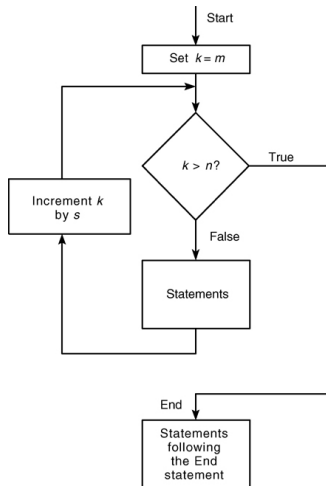 Start
Set k = m
k > n?
True
Increment k
by s
False
Statements
End
Statements
following
the End
statement